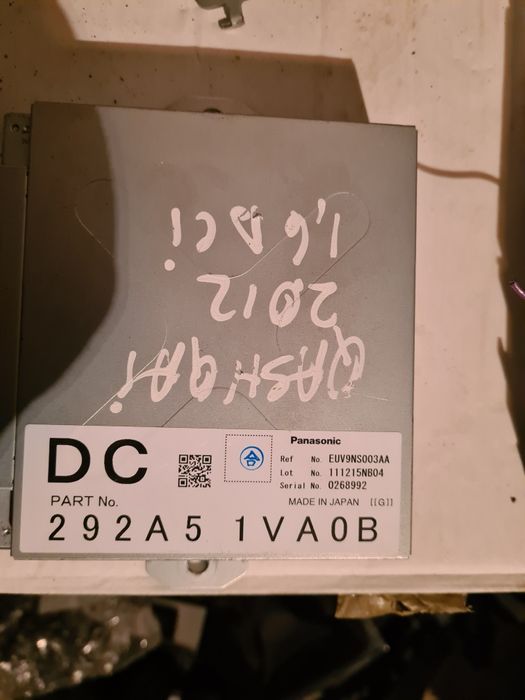 QASHQAi
2012
1,6 DCi
DC
合
Panasonic
Ref No. EUV9NS003AA
Lot No. 111215NB04
Serial No. 0268992
PART No.
MADE IN JAPAN [[G]]
292A5 1VA0B